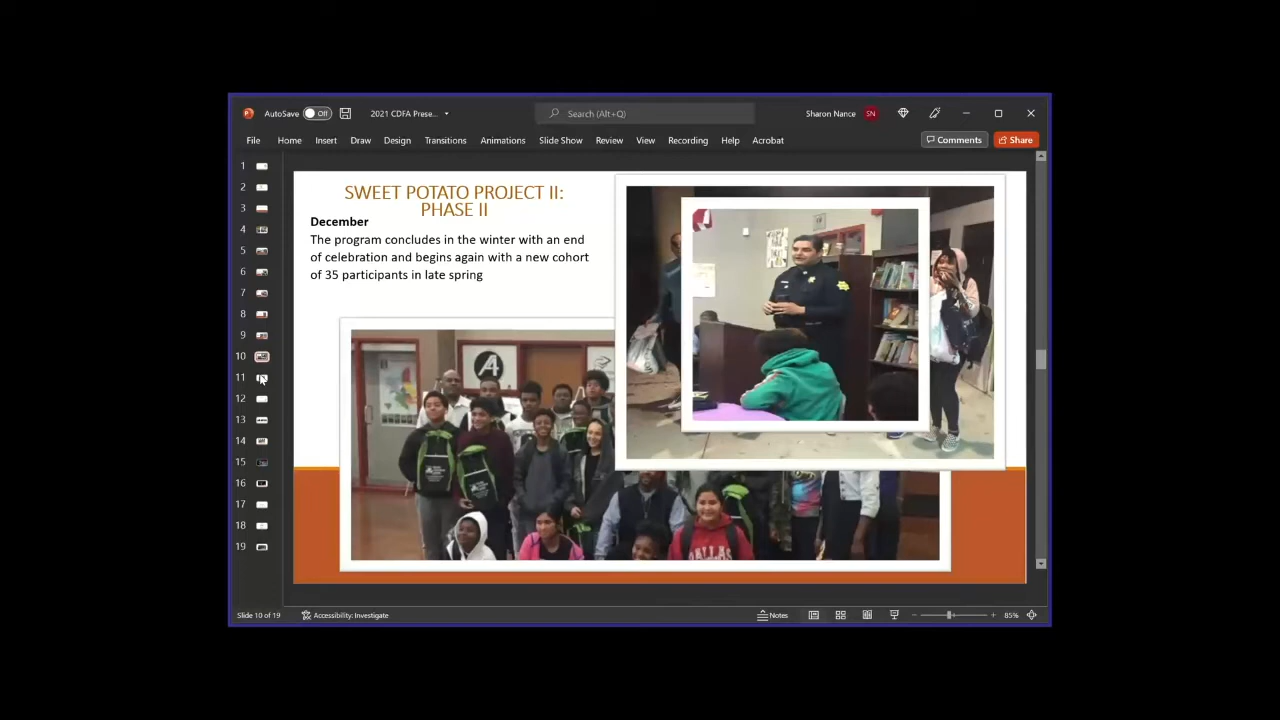 AutoSave
Off
2021 CDFA Prese...
Search (Alt+Q)
Sharon Nance
SN
File
Home
Insert
Draw
Design
Transitions
Animations
Slide Show
Review
View
Recording
Help
Acrobat
Comments
Share
1
2
3
4
5
6
7
8
9
10
11
12
13
14
15
16
17
18
19
SWEET POTATO PROJECT II:
PHASE II
December
The program concludes in the winter with an end
of celebration and begins again with a new cohort
of 35 participants in late spring
A
DALLAS
Slide 10 of 19
Accessibility: Investigate
Notes
85%